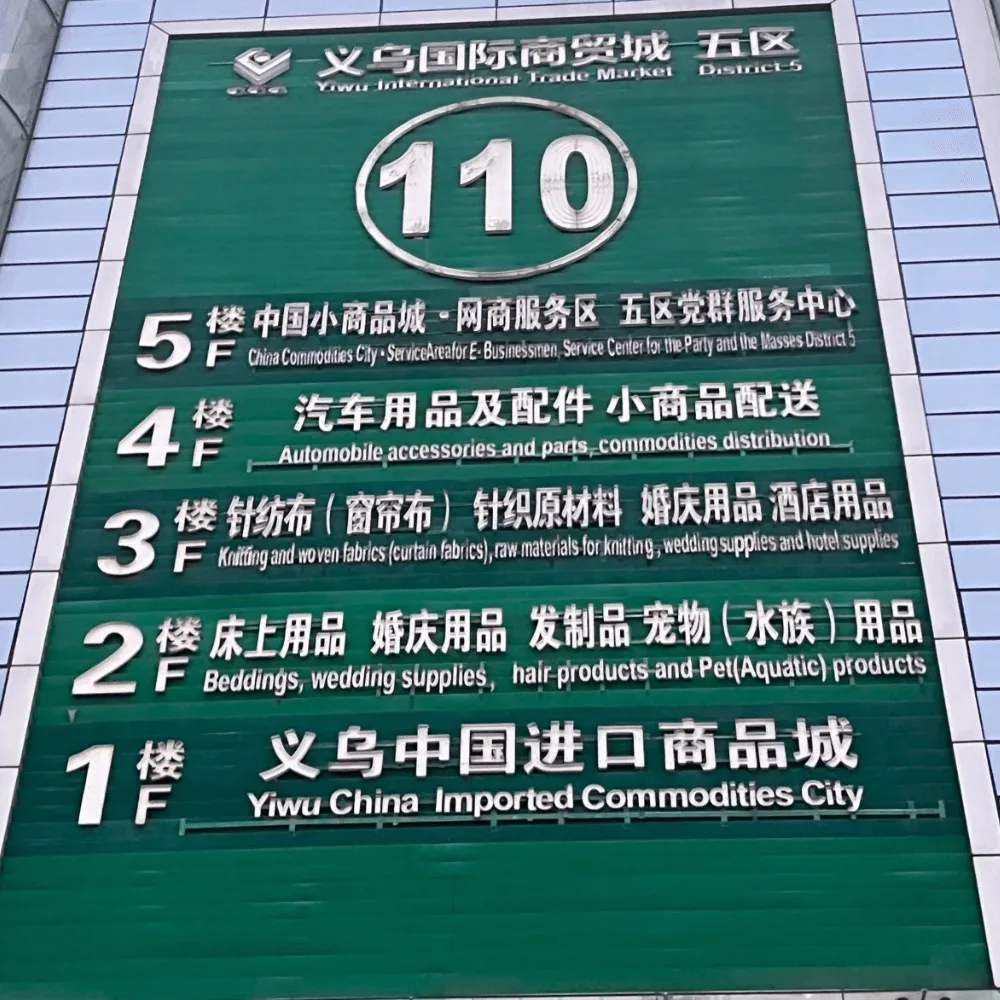 义乌国际商贸城 五区
Yiwu International Trade Market District 5
110
5楼F 中国小商品城·网商服务区 五区党群服务中心
China Commodities City·ServiceAreafor E-Businessmen, Service Center for the Party and the Masses District 5
4楼F 汽车用品及配件 小商品配送
Automobile accessories and parts, commodities distribution
3楼F 针纺布(窗帘布) 针织原材料 婚庆用品 酒店用品
Knitting and woven fabrics (curtain fabrics), raw materials for knitting, wedding supplies and hotel supplies
2楼F 床上用品 婚庆用品 发制品 宠物(水族)用品
Beddings, wedding supplies, hair products and Pet(Aquatic) products
1楼F 义乌中国进口商品城
Yiwu China Imported Commodities City